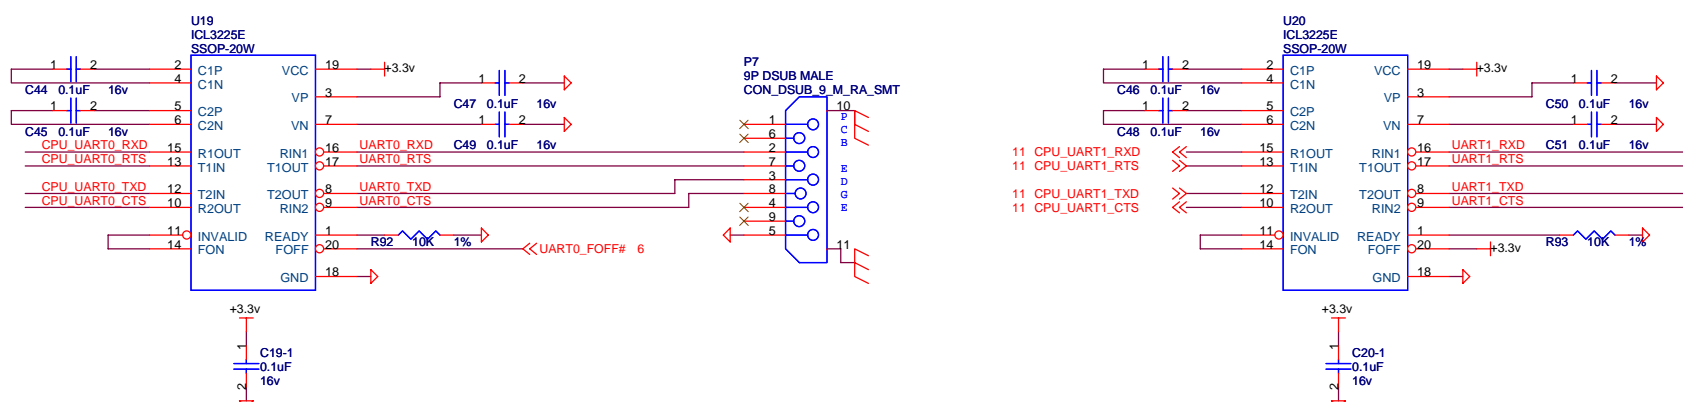 U19
ICL3225E
SSOP-20W
1 2 2 C1P VCC 19 +3.3v
C44 0.1uF 16v 4 C1N
VP 3 1 2
C47 0.1uF 16v
1 2 5 C2P
C45 0.1uF 16v 6 C2N VN 7 1 2
C49 0.1uF 16v
CPU_UART0_RXD 15 R1OUT RIN1 16 UART0_RXD
CPU_UART0_RTS 13 T1IN T1OUT 17 UART0_RTS
CPU_UART0_TXD 12 T2IN T2OUT 8 UART0_TXD
CPU_UART0_CTS 10 R2OUT RIN2 9 UART0_CTS
11 INVALID READY 1 R92 10K 1%
14 FON FOFF 20 UART0_FOFF# 6
GND 18
+3.3v
1
C19-1
0.1uF
16v
2
P7
9P DSUB MALE
CON_DSUB_9_M_RA_SMT
10
1
6
2
7
3
8
4
9
5
11
PCB EDGE
U20
ICL3225E
SSOP-20W
1 2 2 C1P VCC 19 +3.3v
C46 0.1uF 16v 4 C1N
VP 3 1 2
C50 0.1uF 16v
1 2 5 C2P
C48 0.1uF 16v 6 C2N VN 7 1 2
C51 0.1uF 16v
11 CPU_UART1_RXD 15 R1OUT RIN1 16 UART1_RXD
11 CPU_UART1_RTS 13 T1IN T1OUT 17 UART1_RTS
11 CPU_UART1_TXD 12 T2IN T2OUT 8 UART1_TXD
11 CPU_UART1_CTS 10 R2OUT RIN2 9 UART1_CTS
11 INVALID READY 1 R93 10K 1%
14 FON FOFF 20 +3.3v
GND 18
+3.3v
1
C20-1
0.1uF
16v
2